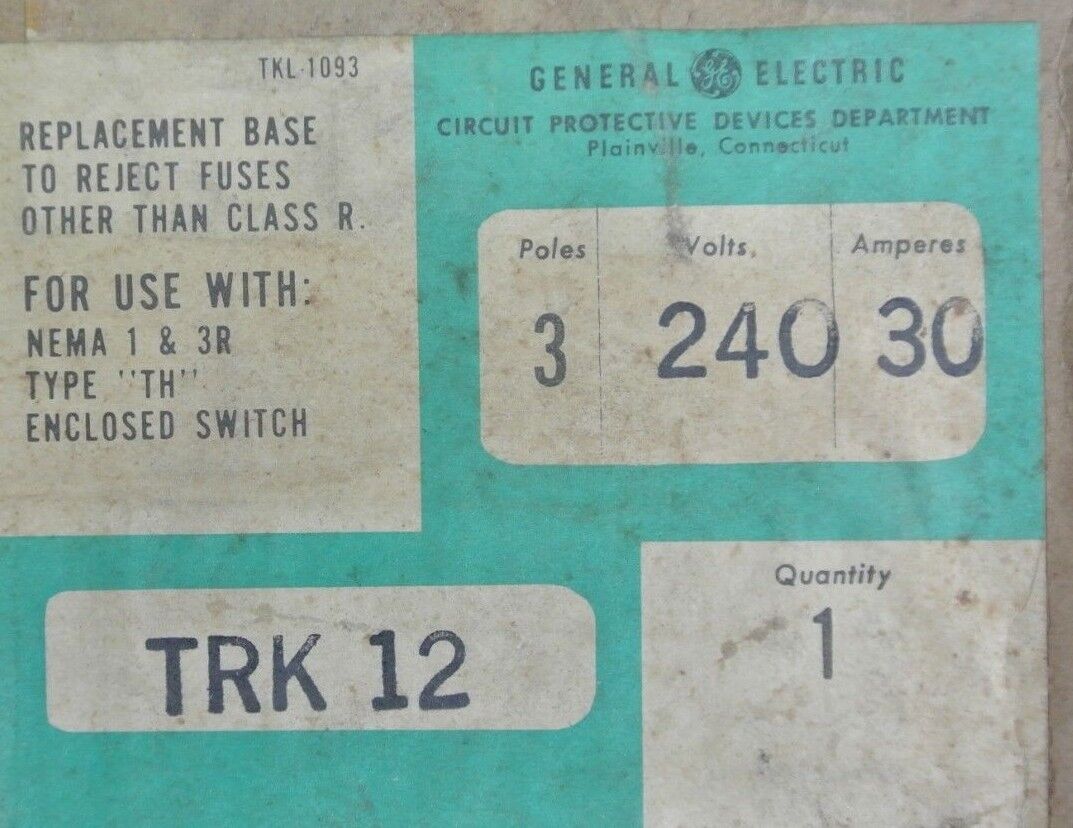 TKL-1093
REPLACEMENT BASE
TO REJECT FUSES
OTHER THAN CLASS R.
FOR USE WITH:
NEMA 1 & 3R
TYPE "TH"
ENCLOSED SWITCH
GENERAL GE ELECTRIC
CIRCUIT PROTECTIVE DEVICES DEPARTMENT
Plainville, Connecticut
Poles Volts. Amperes
3 240 30
TRK 12
Quantity
1